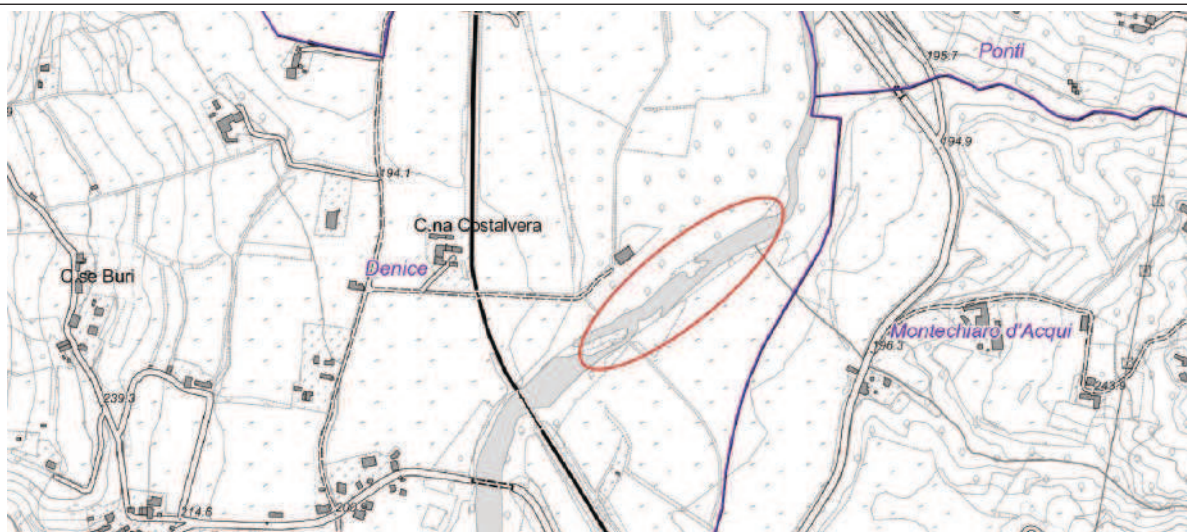 195.7
Ponti
194.9
194.1
C.na Costalvera
Denice
C.se Buri
Montechiaro d'Acqui
196.3
243.9
239.3
214.6